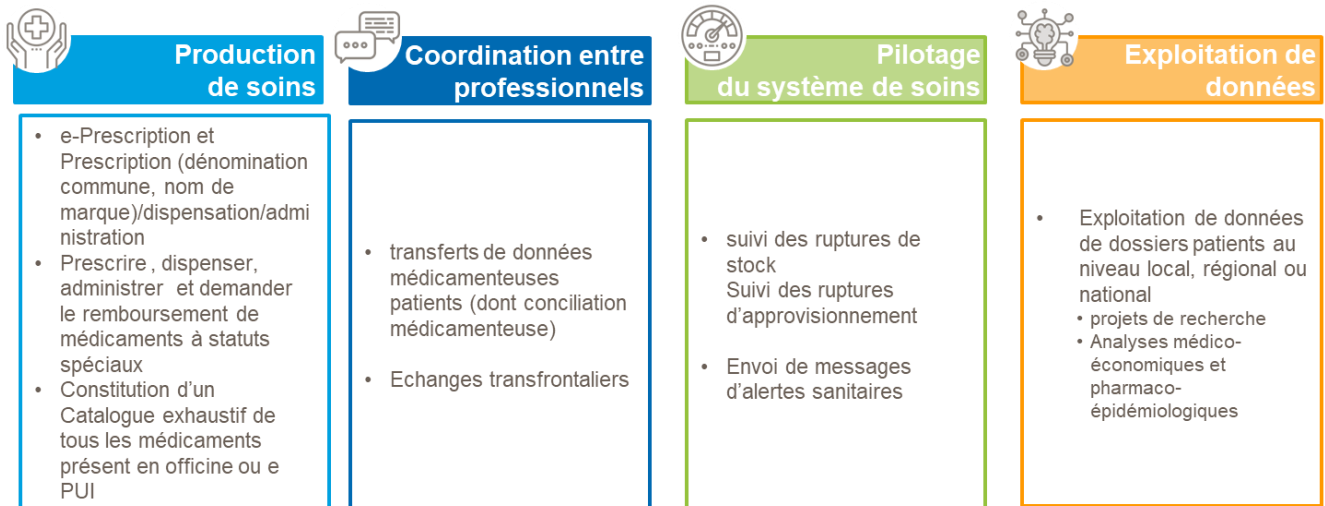 Production
de soins
• e-Prescription et
Prescription (dénomination
commune, nom de
marque)/dispensation/admi
nistration
• Prescrire , dispenser,
administrer et demander
le remboursement de
médicaments à statuts
spéciaux
• Constitution d'un
Catalogue exhaustif de
tous les médicaments
présent en officine ou e
PUI
Coordination entre
professionnels
• transferts de données
médicamenteuses
patients (dont conciliation
médicamenteuse)
• Echanges transfrontaliers
Pilotage
du système de soins
• suivi des ruptures de
stock
Suivi des ruptures
d'approvisionnement
• Envoi de messages
d'alertes sanitaires
Exploitation de
données
• Exploitation de données
de dossiers patients au
niveau local, régional ou
national
• projets de recherche
• Analyses médico-
économiques et
pharmaco-
épidémiologiques